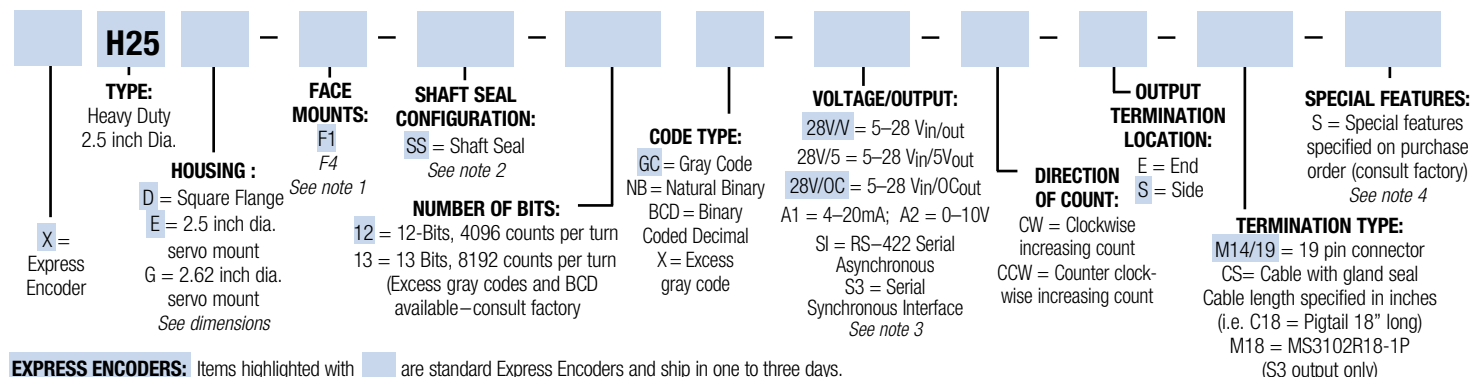 H25 – – – – – – – –
TYPE:
Heavy Duty
2.5 inch Dia.
HOUSING :
D = Square Flange
E = 2.5 inch dia.
servo mount
G = 2.62 inch dia.
servo mount
See dimensions
X =
Express
Encoder
FACE
MOUNTS:
F1
F4
See note 1
SHAFT SEAL
CONFIGURATION:
SS = Shaft Seal
See note 2
NUMBER OF BITS:
12 = 12-Bits, 4096 counts per turn
13 = 13 Bits, 8192 counts per turn
(Excess gray codes and BCD
available–consult factory
CODE TYPE:
GC = Gray Code
NB = Natural Binary
BCD = Binary
Coded Decimal
X = Excess
gray code
VOLTAGE/OUTPUT:
28V/V = 5–28 Vin/out
28V/5 = 5–28 Vin/5Vout
28V/OC = 5–28 Vin/OCout
A1 = 4–20mA; A2 = 0–10V
SI = RS–422 Serial
Asynchronous
S3 = Serial
Synchronous Interface
See note 3
DIRECTION
OF COUNT:
CW = Clockwise
increasing count
CCW = Counter clock-
wise increasing count
OUTPUT
TERMINATION
LOCATION:
E = End
S = Side
TERMINATION TYPE:
M14/19 = 19 pin connector
CS= Cable with gland seal
Cable length specified in inches
(i.e. C18 = Pigtail 18" long)
M18 = MS3102R18-1P
(S3 output only)
SPECIAL FEATURES:
S = Special features
specified on purchase
order (consult factory)
See note 4
EXPRESS ENCODERS: Items highlighted with are standard Express Encoders and ship in one to three days.